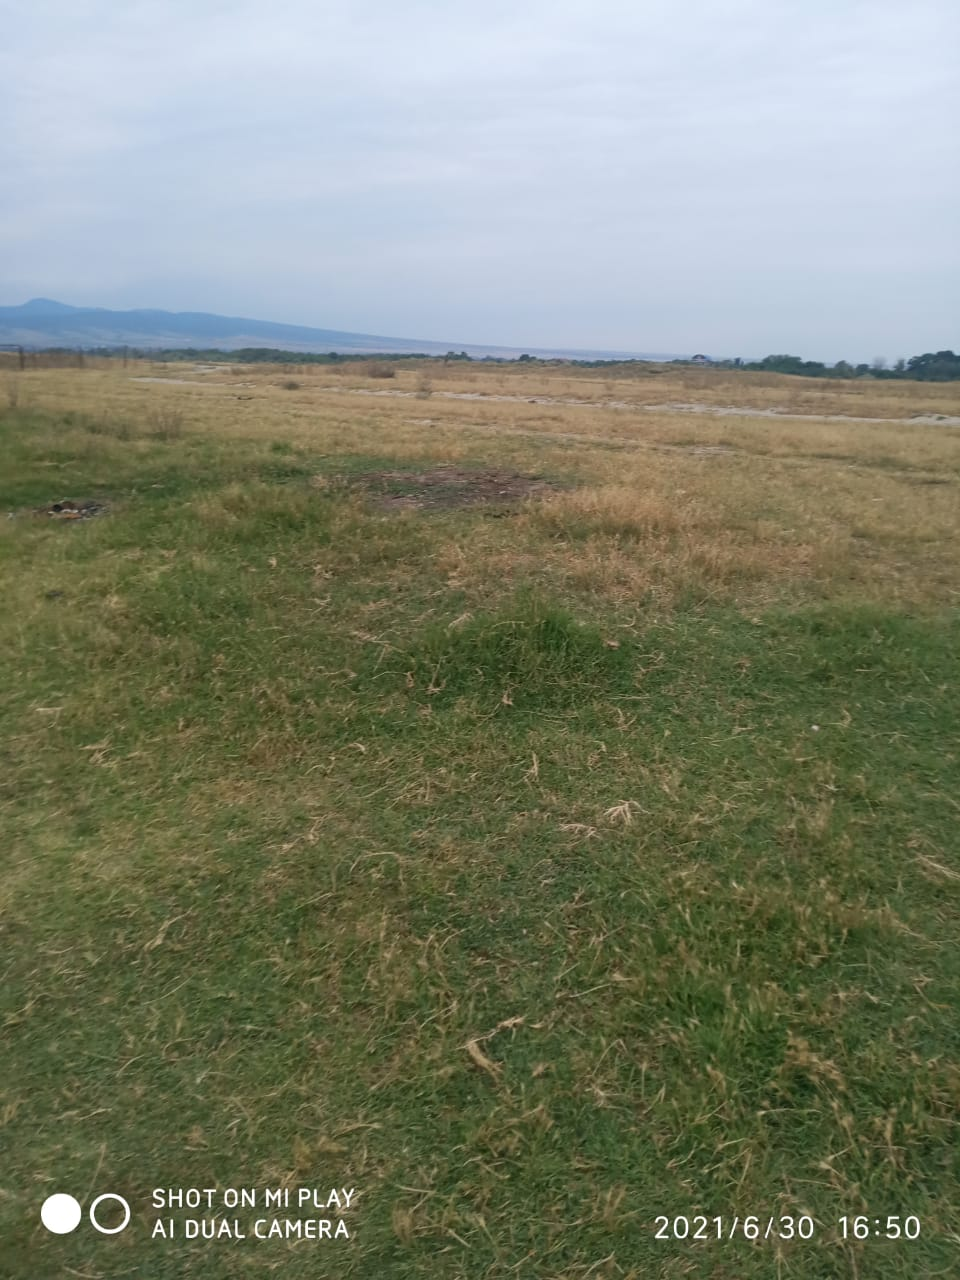 SHOT ON MI PLAY
AI DUAL CAMERA
2021/6/30 16:50